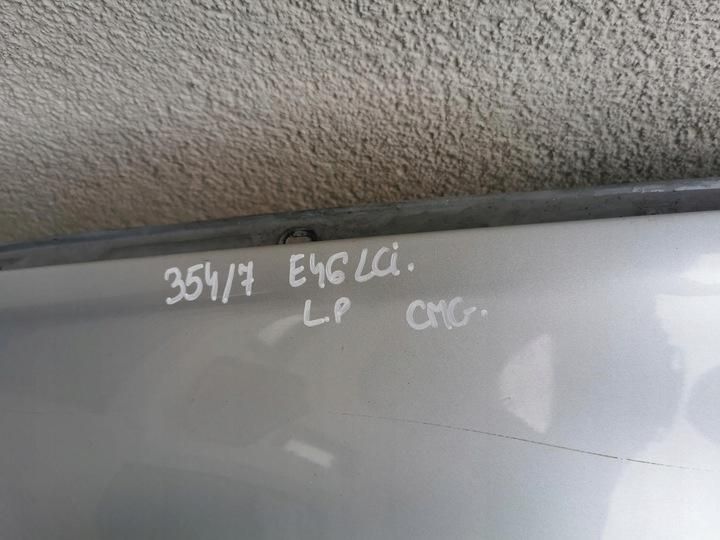 354/7 E46 LCi.
L.P CMG.